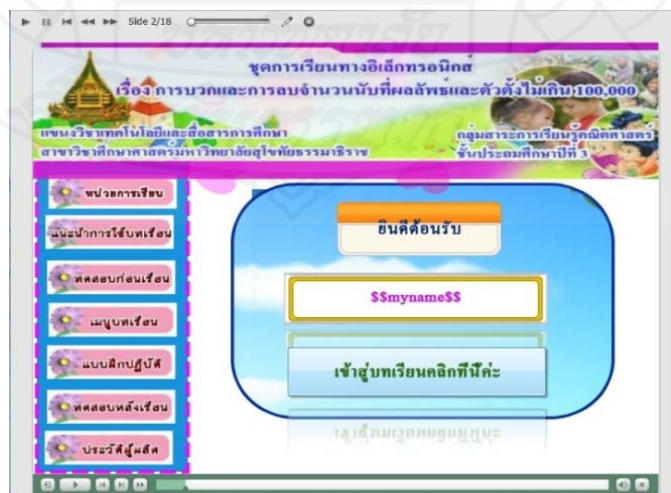 Slide 2/18
ชุดการเรียนทางอิเล็กทรอนิกส์
เรื่อง การบวกและการลบจำนวนนับที่ผลลัพธ์และตัวตั้งไม่เกิน 100,000
แขนงวิชาเทคโนโลยีและสื่อสารการศึกษา
สาขาวิชาศึกษาศาสตร์มหาวิทยาลัยสุโขทัยธรรมาธิราช
กลุ่มสาระการเรียนรู้คณิตศาสตร์
ชั้นประถมศึกษาปีที่ 3
หน่วยการเรียน
แนะนำการใช้บทเรียน
ทดสอบก่อนเรียน
เมนูบทเรียน
แบบฝึกปฏิบัติ
ทดสอบหลังเรียน
ประวัติผู้ผลิต
ยินดีต้อนรับ
$$myname$$
เข้าสู่บทเรียนคลิกที่นี่ค่ะ